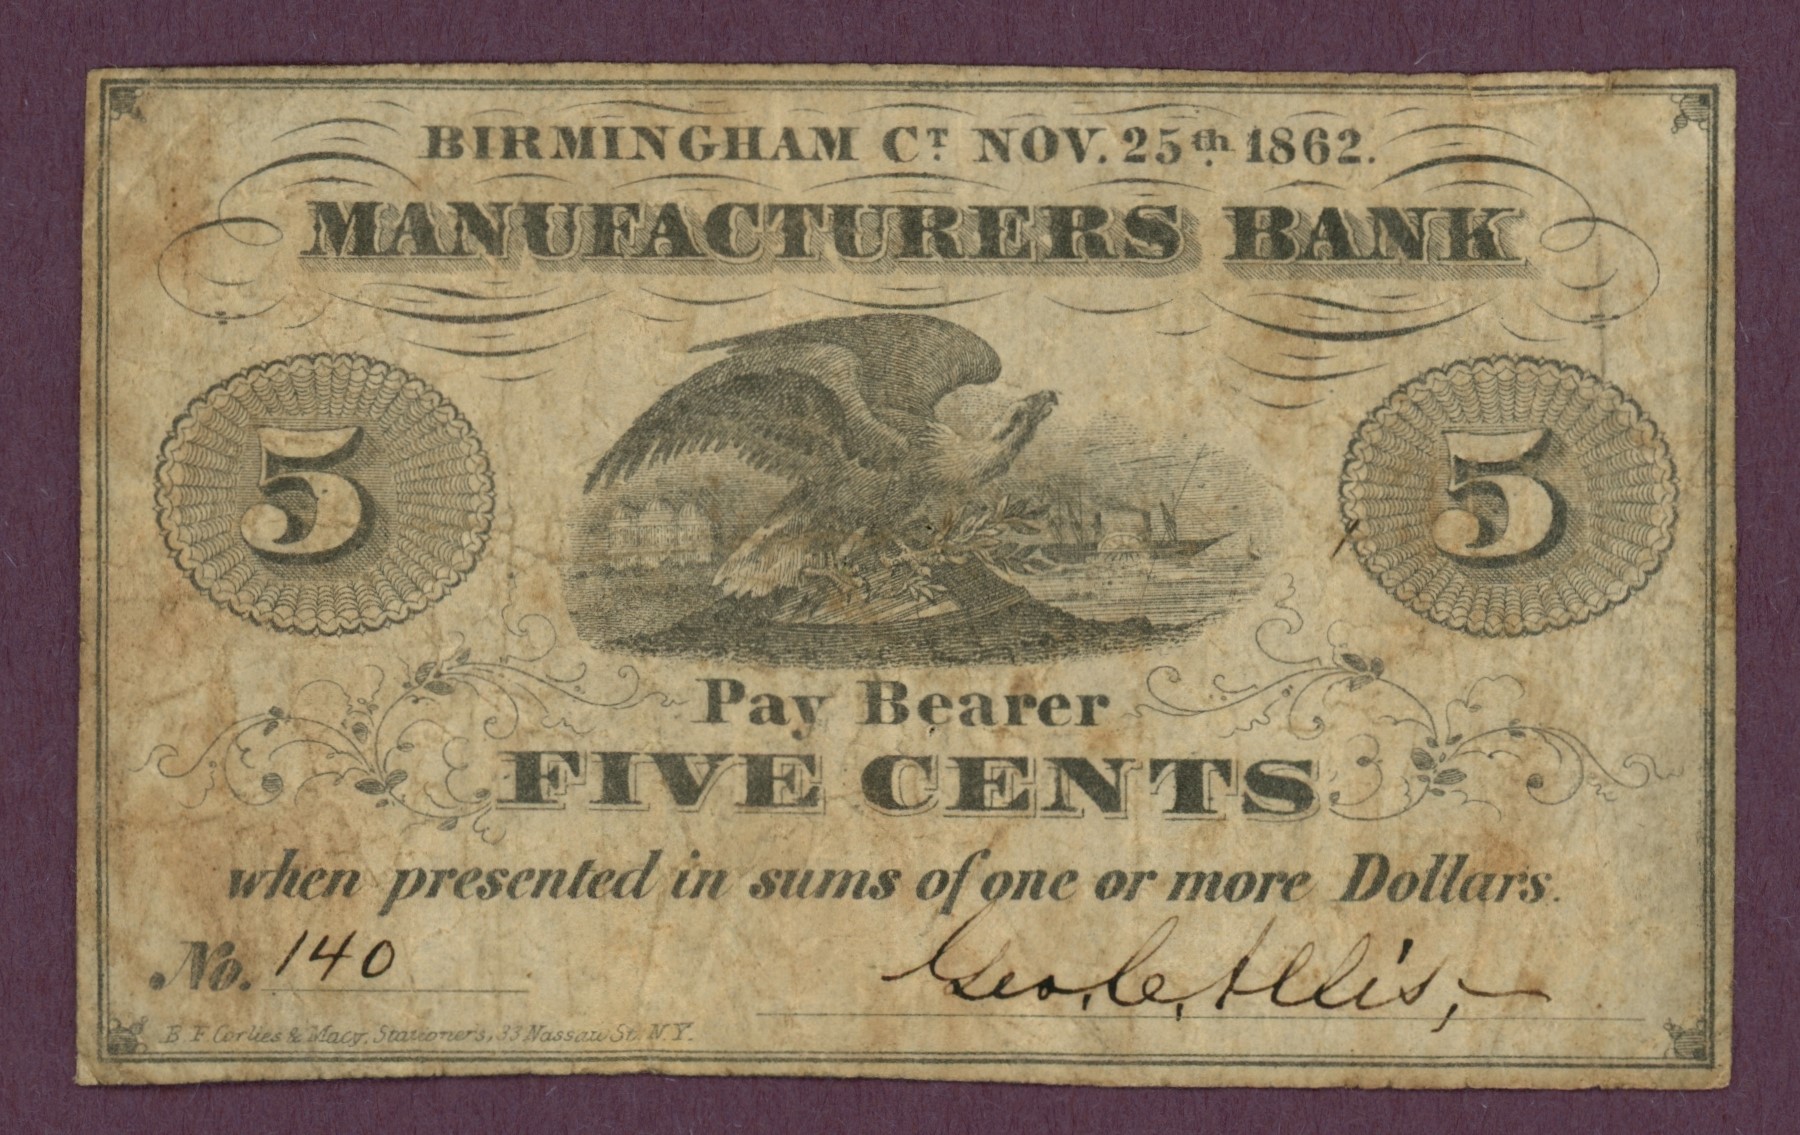 BIRMINGHAM CT. NOV. 25th 1862.
MANUFACTURERS BANK
5 5
Pay Bearer
FIVE CENTS
when presented in sums of one or more Dollars.
No. 140 Geo. C. Allis,
B. F. Corlies & Macy, Stationers, 33 Nassau St. N. Y.